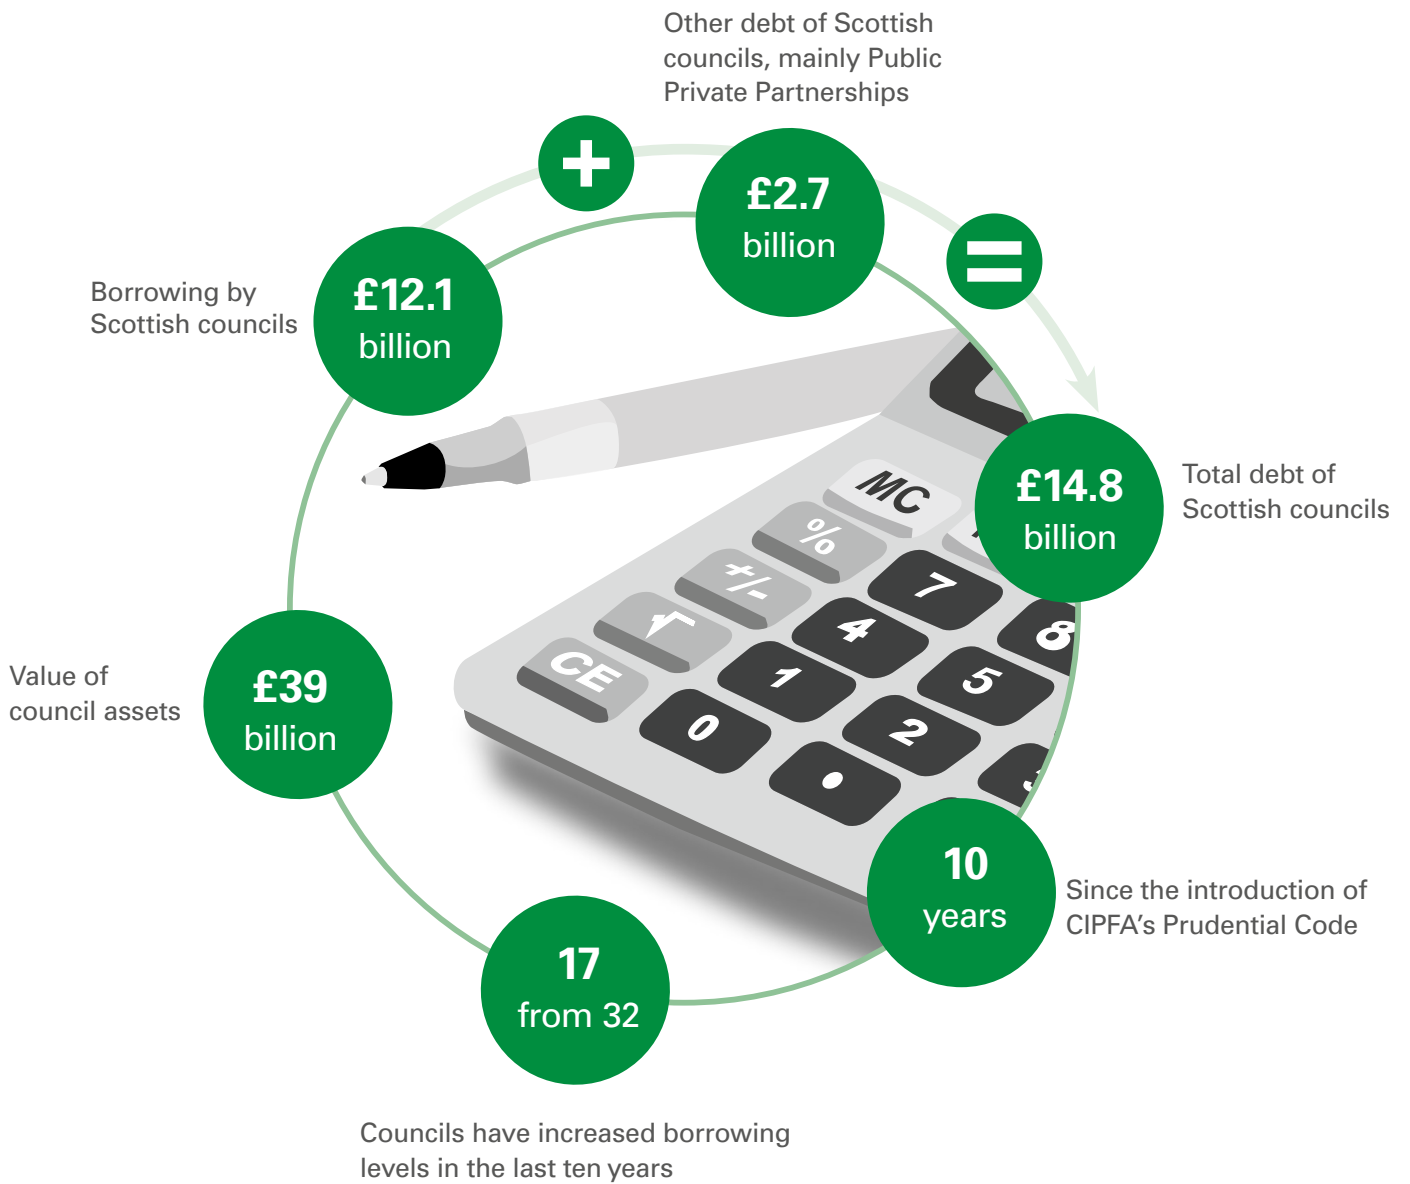 Other debt of Scottish
councils, mainly Public
Private Partnerships
+
£2.7
billion
=
Borrowing by
Scottish councils
£12.1
billion
£14.8
billion
Total debt of
Scottish councils
MC
%
+/-
√
CE
7
8
4
5
1
2
3
0
.
Value of
council assets
£39
billion
10
years
Since the introduction of
CIPFA’s Prudential Code
17
from 32
Councils have increased borrowing
levels in the last ten years